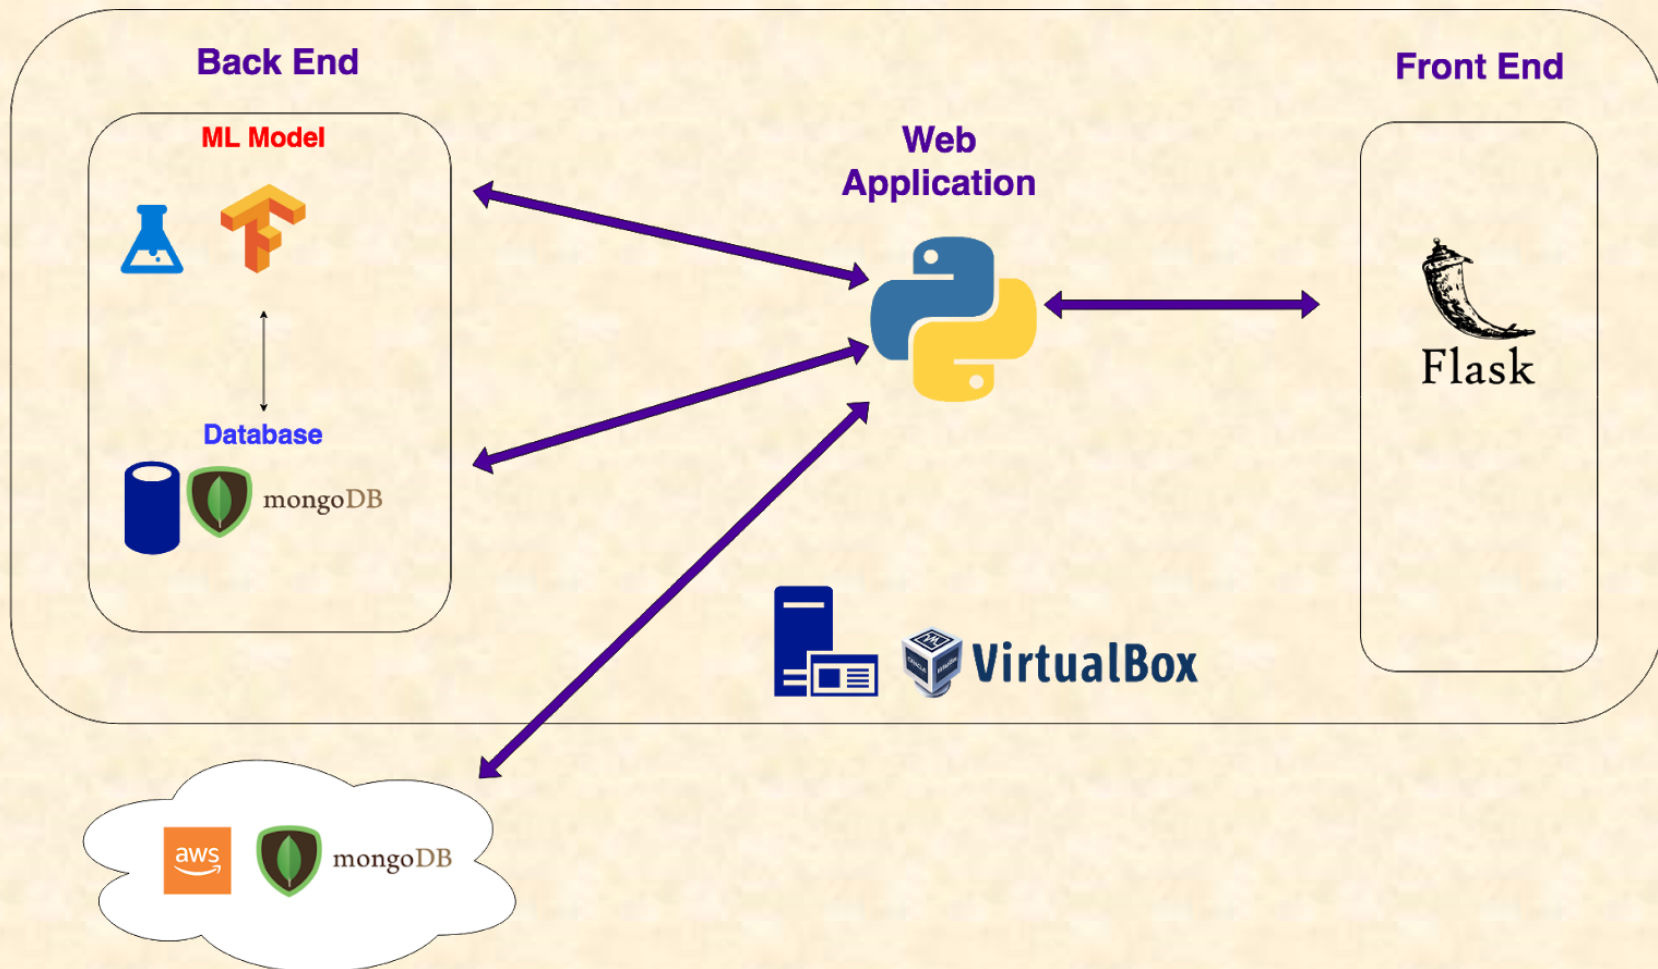 Back End
Front End
ML Model
Web
Application
Flask
Database
mongoDB
VirtualBox
aws
mongoDB